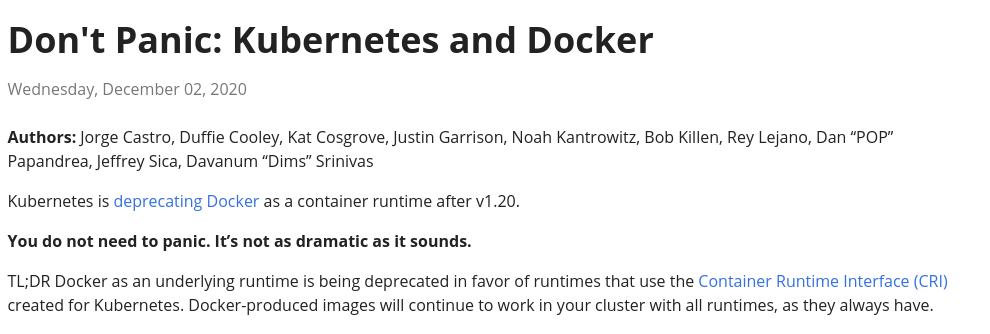 Don't Panic: Kubernetes and Docker
Wednesday, December 02, 2020
Authors: Jorge Castro, Duffie Cooley, Kat Cosgrove, Justin Garrison, Noah Kantrowitz, Bob Killen, Rey Lejano, Dan “POP”
Papandrea, Jeffrey Sica, Davanum “Dims” Srinivas
Kubernetes is deprecating Docker as a container runtime after v1.20.
You do not need to panic. It’s not as dramatic as it sounds.
TL;DR Docker as an underlying runtime is being deprecated in favor of runtimes that use the Container Runtime Interface (CRI)
created for Kubernetes. Docker-produced images will continue to work in your cluster with all runtimes, as they always have.